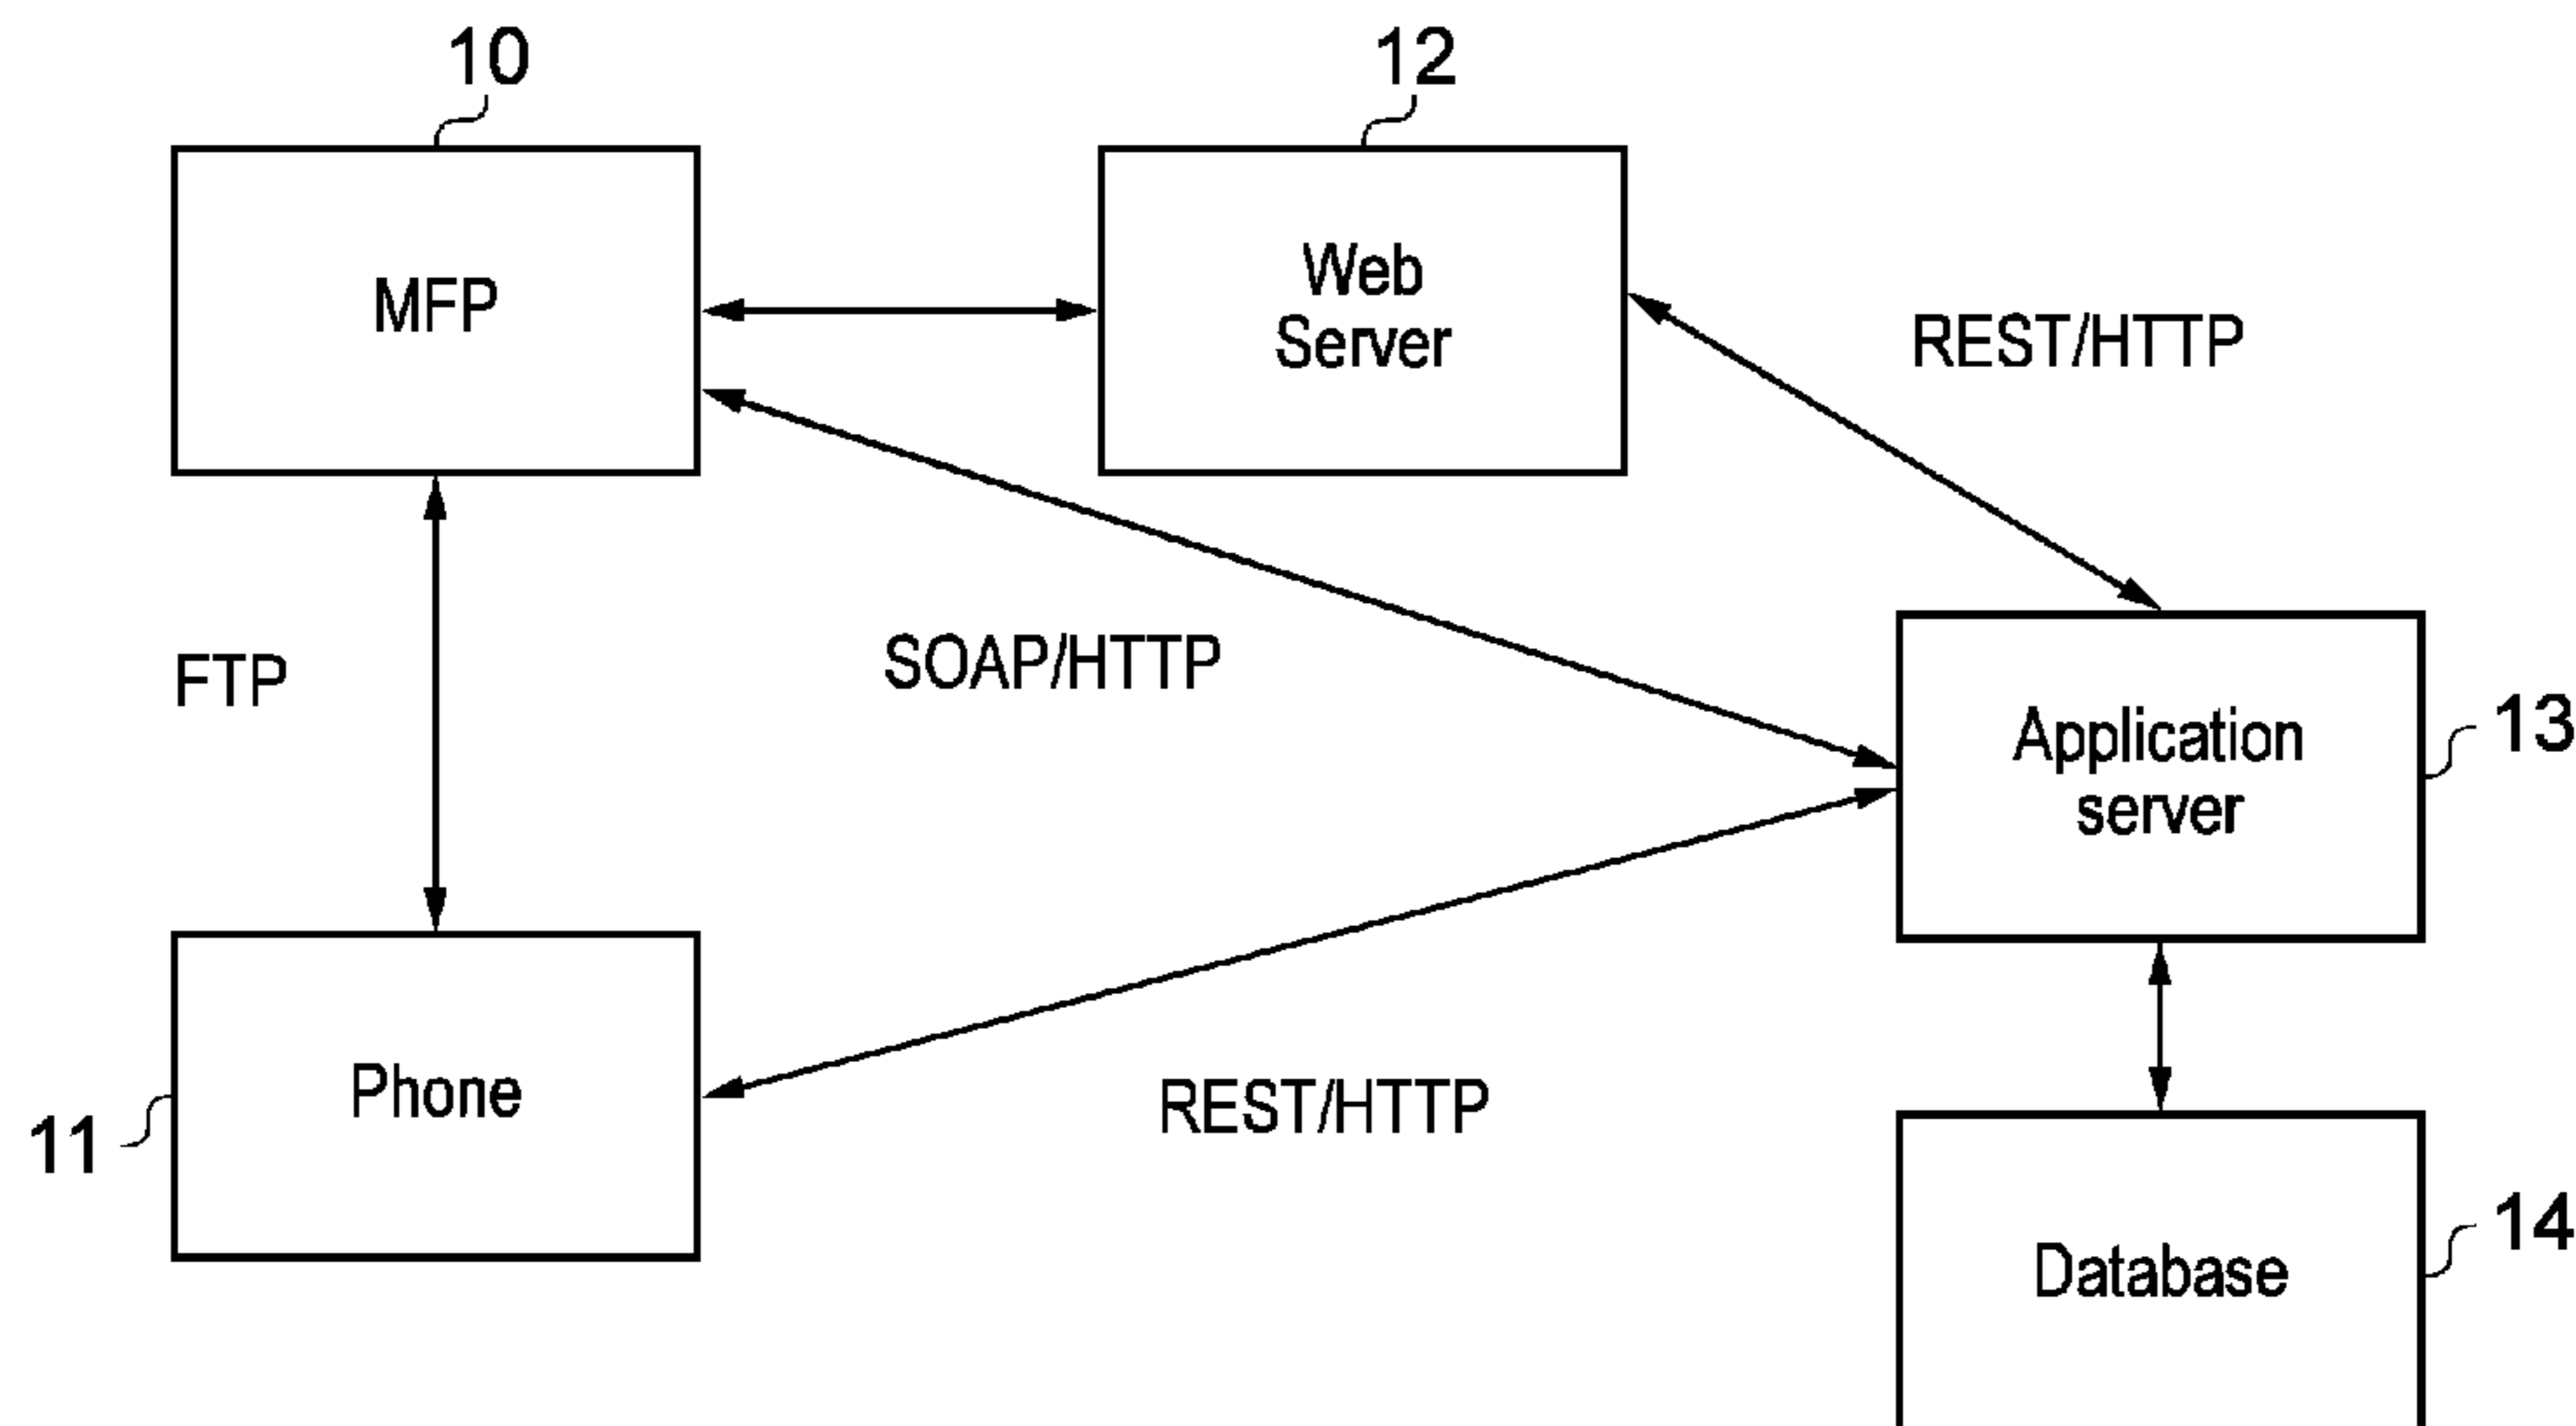 10
12
MFP
Web
Server
REST/HTTP
SOAP/HTTP
FTP
Application
server
13
Phone
11
REST/HTTP
Database
14